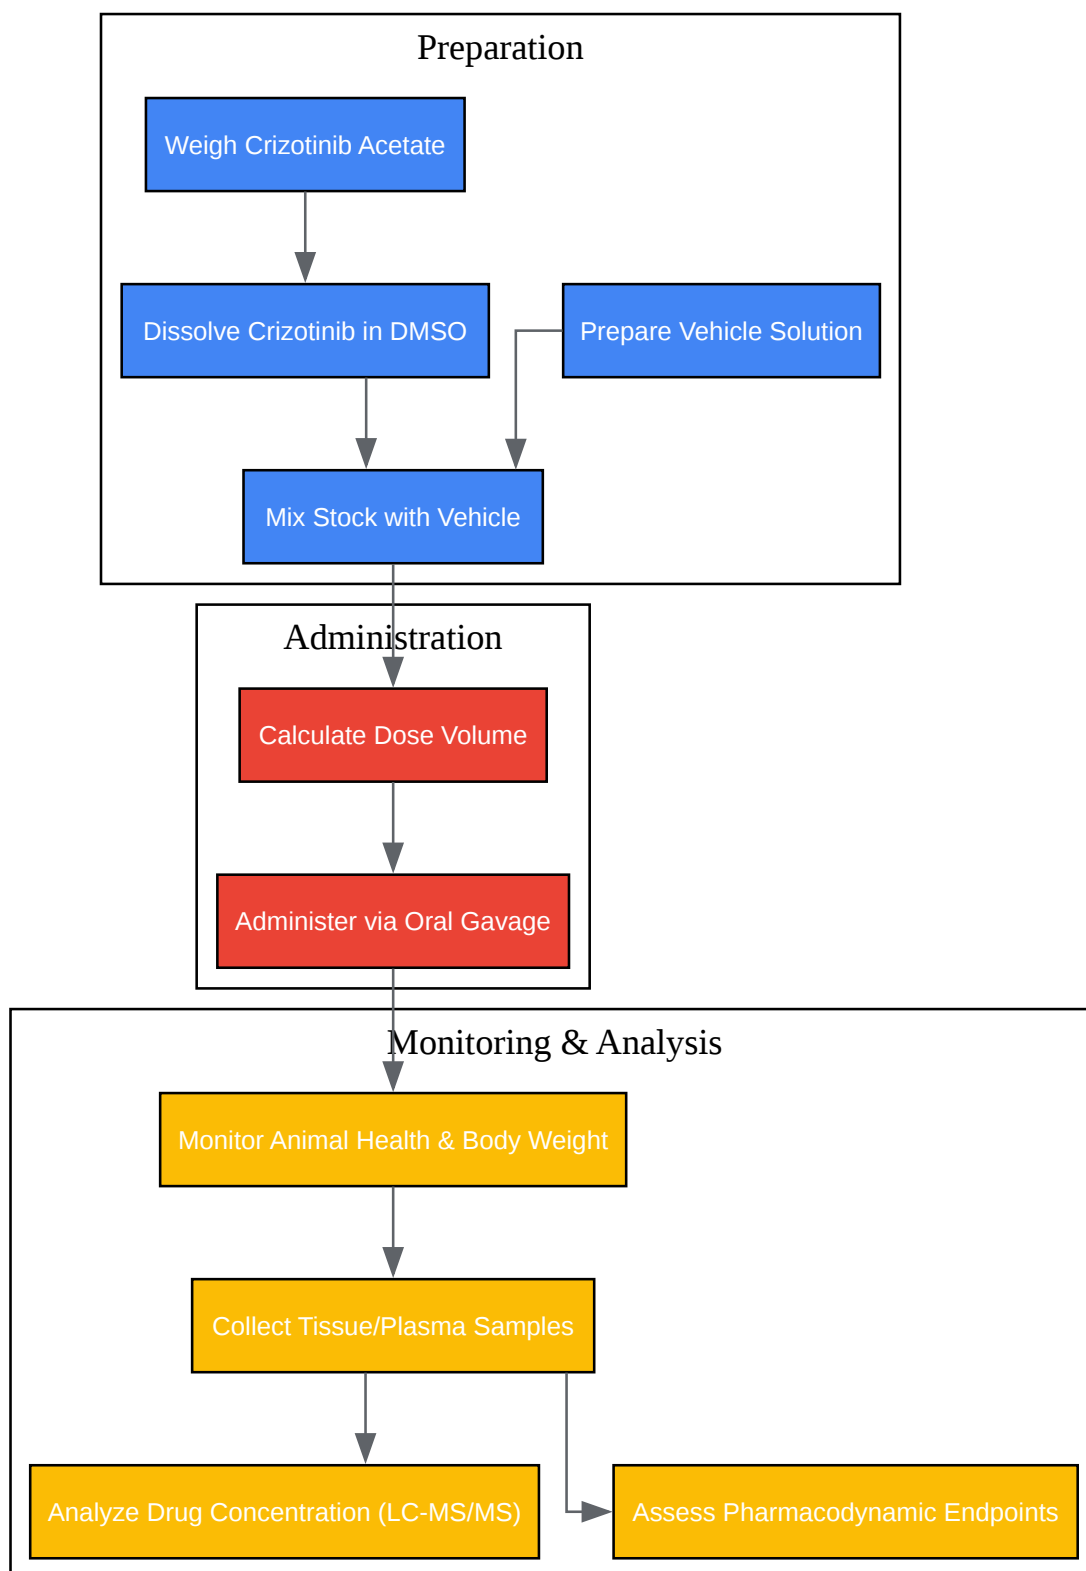 Preparation
Weigh Crizotinib Acetate
Dissolve Crizotinib in DMSO
Prepare Vehicle Solution
Mix Stock with Vehicle
Administration
Calculate Dose Volume
Administer via Oral Gavage
Monitoring & Analysis
Monitor Animal Health & Body Weight
Collect Tissue/Plasma Samples
Analyze Drug Concentration (LC-MS/MS)
Assess Pharmacodynamic Endpoints